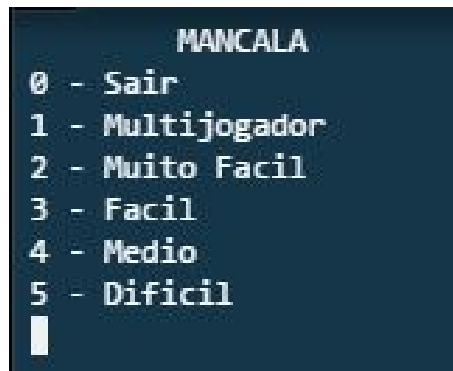 MANCALA
0 - Sair
1 - Multijogador
2 - Muito Facil
3 - Facil
4 - Medio
5 - Dificil